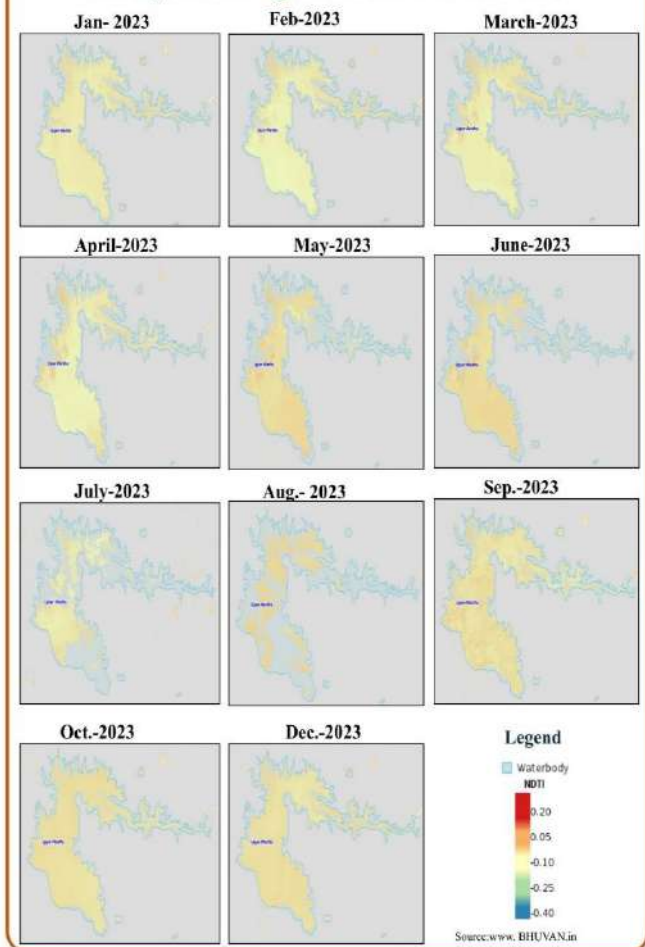 Jan- 2023
Feb-2023
March-2023
April-2023
May-2023
June-2023
July-2023
Aug.- 2023
Sep.-2023
Oct.-2023
Dec.-2023
Legend
Waterbody
NDTI
0.20
0.05
-0.10
-0.25
-0.40
Source:www. BHUVAN.in